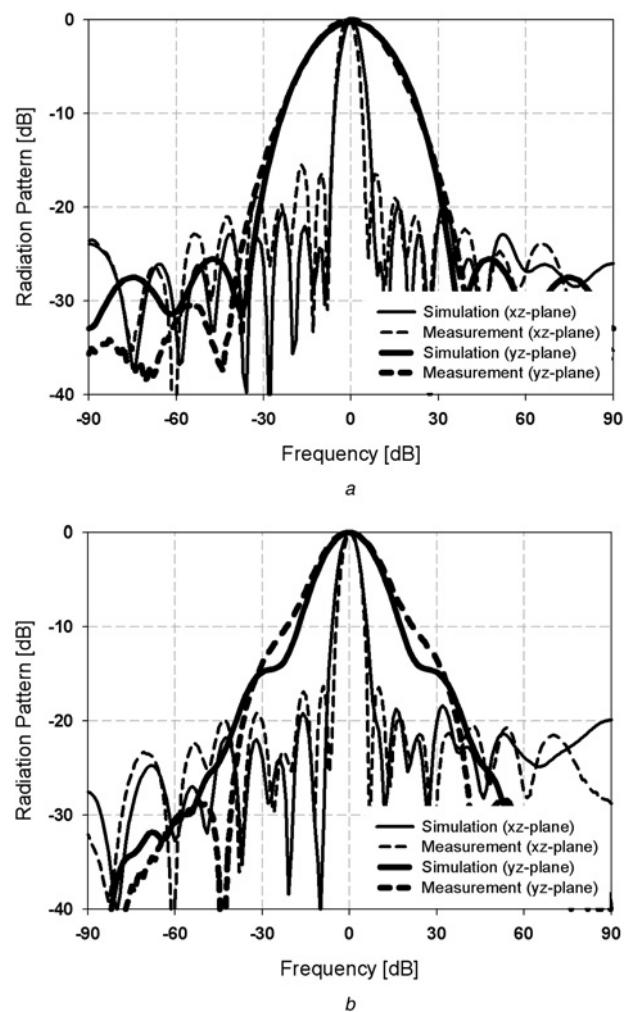 0
-10
-20
-30
-40
Radiation Pattern [dB]
Simulation (xz-plane)
Measurement (xz-plane)
Simulation (yz-plane)
Measurement (yz-plane)
-90 -60 -30 0 30 60 90
Frequency [dB]
a
0
-10
-20
-30
-40
Radiation Pattern [dB]
Simulation (xz-plane)
Measurement (xz-plane)
Simulation (yz-plane)
Measurement (yz-plane)
-90 -60 -30 0 30 60 90
Frequency [dB]
b